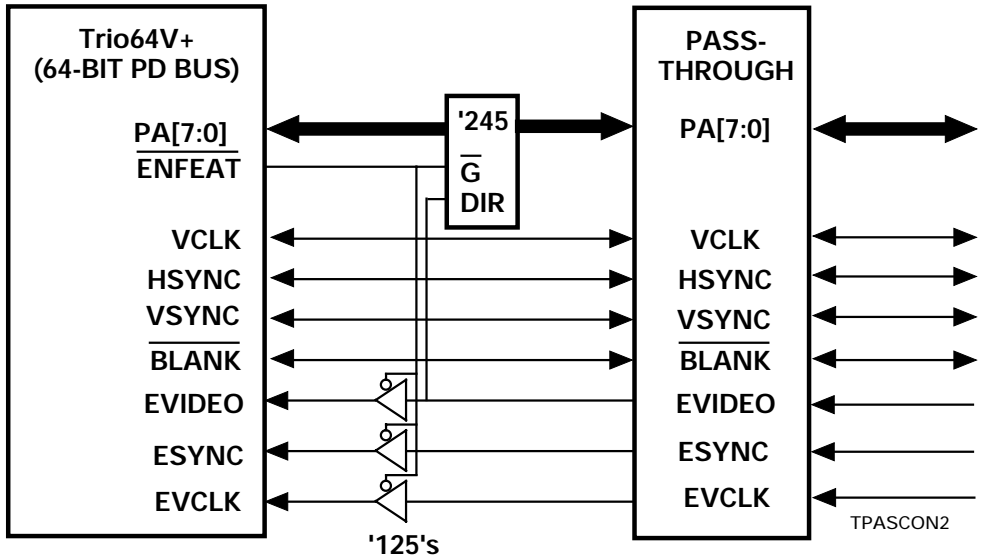 Trio64V+
(64-BIT PD BUS)
PA[7:0]
ENFEAT
VCLK
HSYNC
VSYNC
BLANK
EVIDEO
ESYNC
EVCLK
'245
G
DIR
'125's
PASS-
THROUGH
PA[7:0]
VCLK
HSYNC
VSYNC
BLANK
EVIDEO
ESYNC
EVCLK
TPASCON2